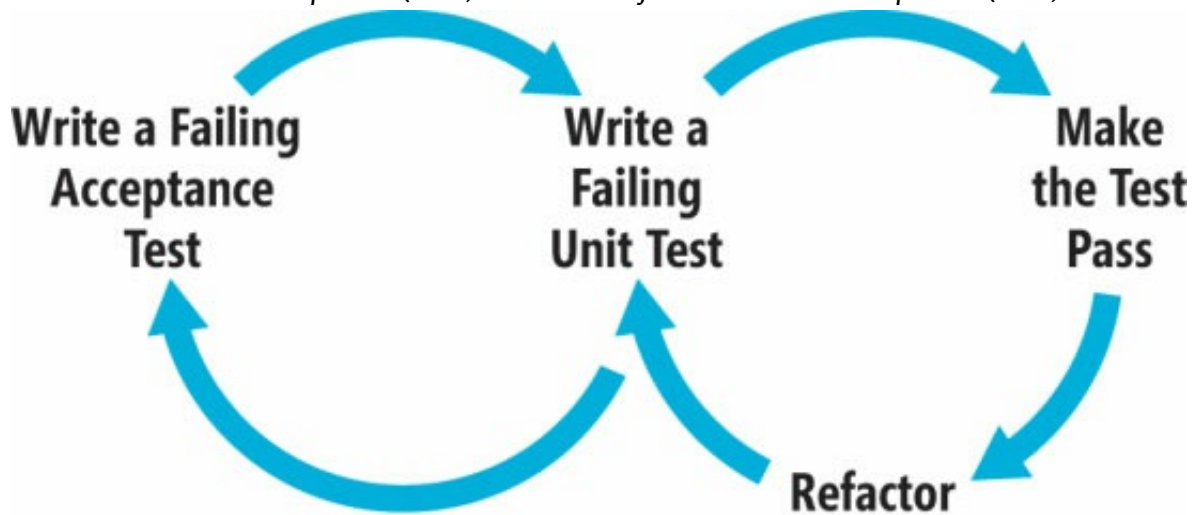 Write a Failing
Acceptance
Test
Write a
Failing
Unit Test
Make
the Test
Pass
Refactor